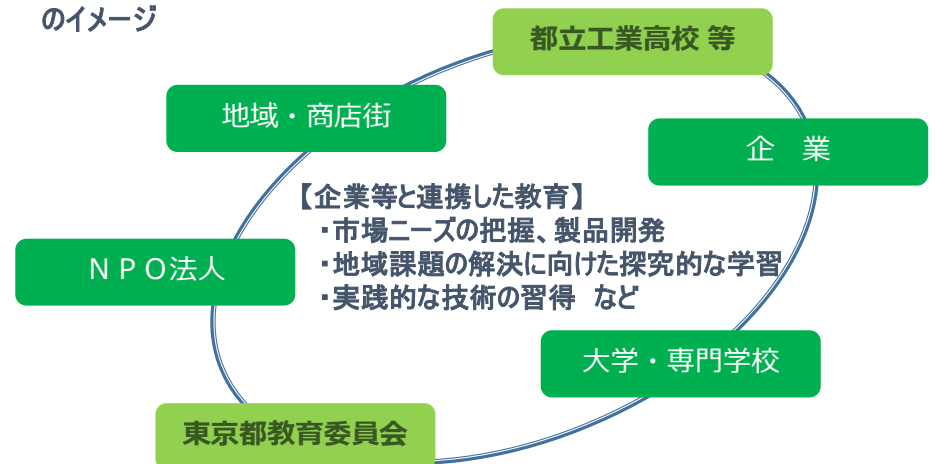 のイメージ
都立工業高校 等
地域・商店街
企　業
【企業等と連携した教育】
・市場ニーズの把握、製品開発
・地域課題の解決に向けた探究的な学習
・実践的な技術の習得　など
ＮＰＯ法人
大学・専門学校
東京都教育委員会